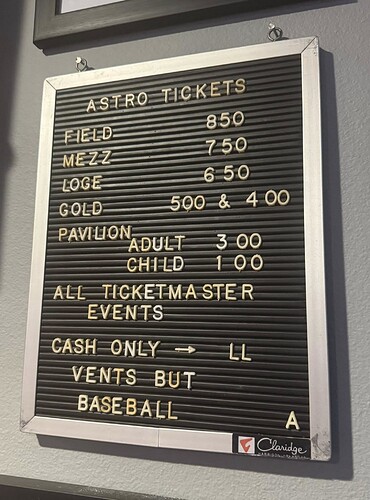 ASTRO TICKETS
FIELD 850
MEZZ 750
LOGE 650
GOLD 500 & 400
PAVILION
ADULT 300
CHILD 100
ALL TICKETMASTER
EVENTS
CASH ONLY → LL
VENTS BUT
BASEBALL
A
Claridge